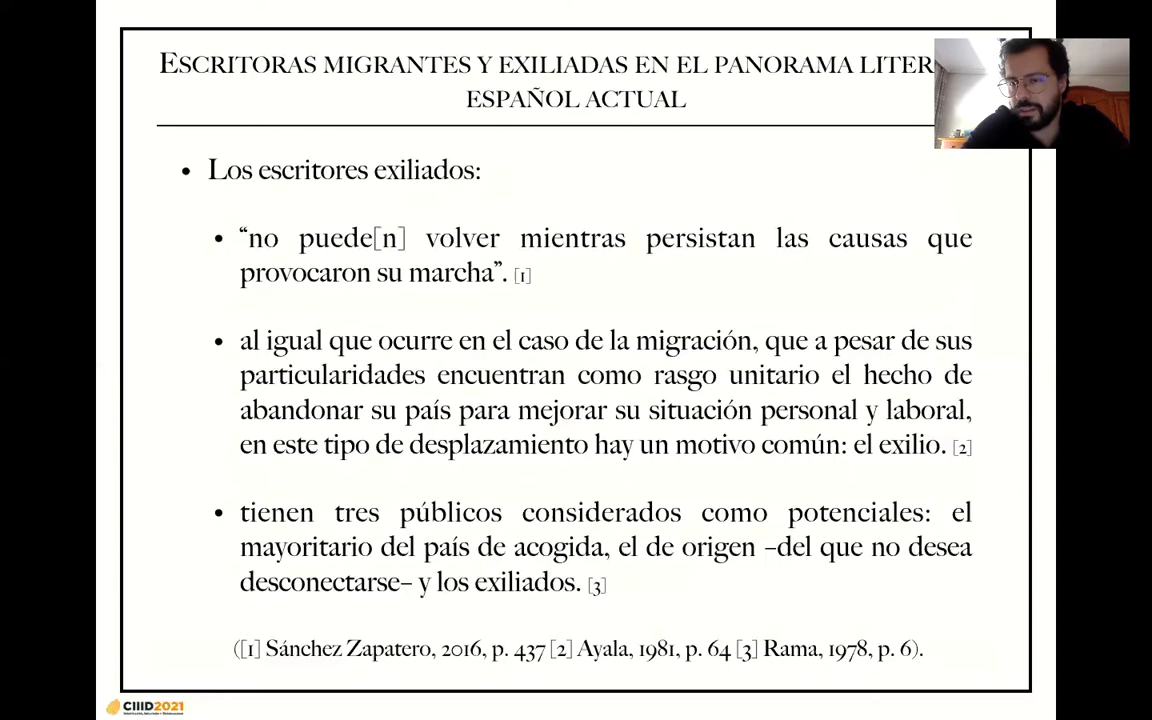 ESCRITORAS MIGRANTES Y EXILIADAS EN EL PANORAMA
ESPAÑOL ACTUAL
• Los escritores exiliados:
• “no puede[n] volver mientras persistan las causas que
provocaron su marcha”. [1]
• al igual que ocurre en el caso de la migración, que a pesar de sus
particularidades encuentran como rasgo unitario el hecho de
abandonar su país para mejorar su situación personal y laboral,
en este tipo de desplazamiento hay un motivo común: el exilio. [2]
• tienen tres públicos considerados como potenciales: el
mayoritario del país de acogida, el de origen –del que no desea
desconectarse– y los exiliados. [3]
([1] Sánchez Zapatero, 2016, p. 437 [2] Ayala, 1981, p. 64 [3] Rama, 1978, p. 6).
CIIID2021